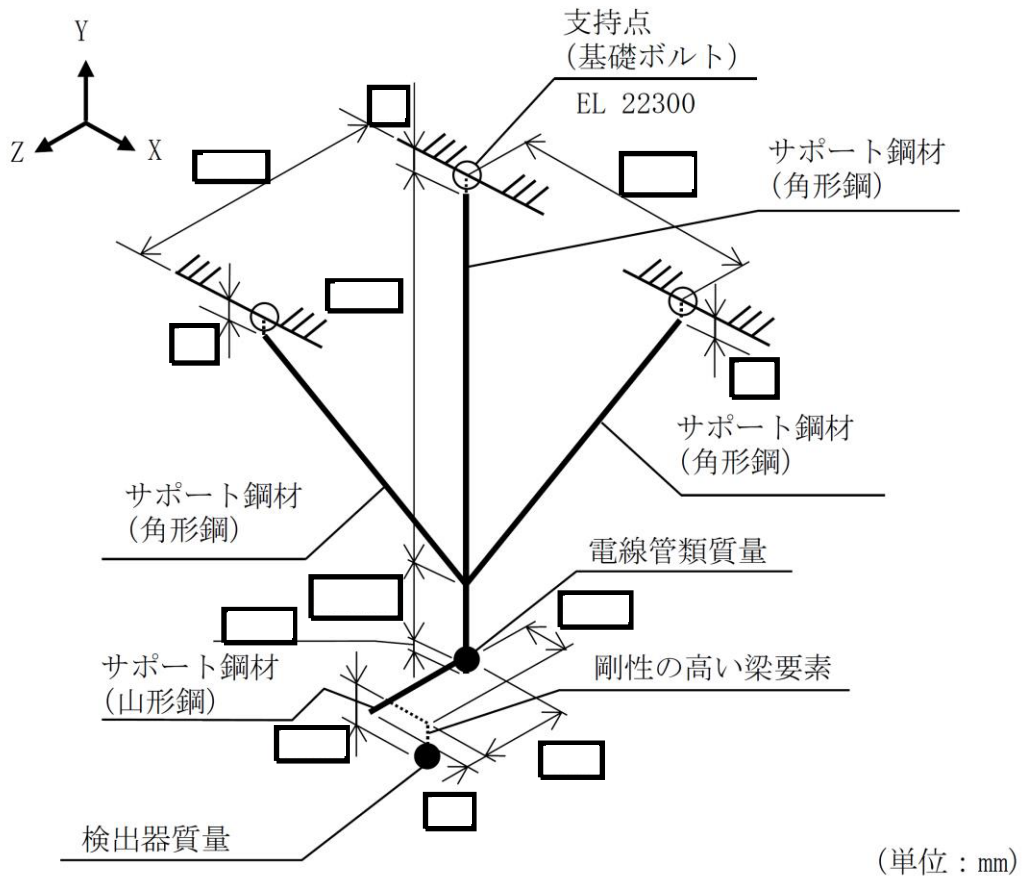 支持点
(基礎ボルト)
EL 22300
Y
Z
X
サポート鋼材
(角形鋼)
サポート鋼材
(角形鋼)
サポート鋼材
(角形鋼)
電線管類質量
サポート鋼材
(山形鋼)
剛性の高い梁要素
検出器質量
(単位：mm)